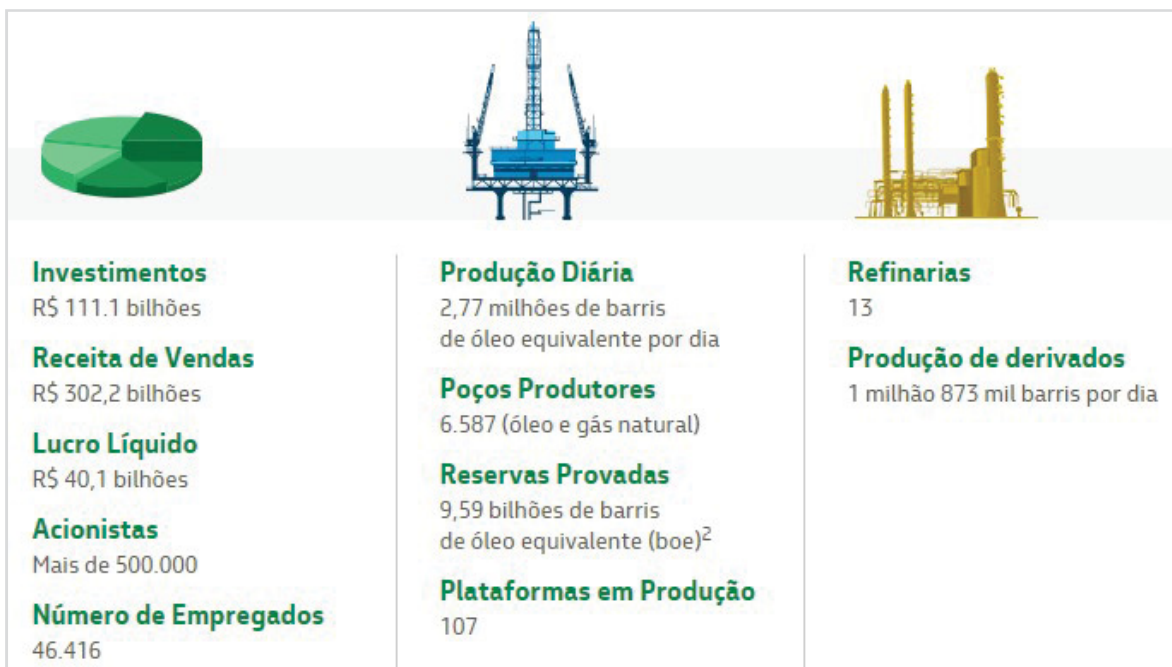 Investimentos
R$ 111.1 bilhões
Receita de Vendas
R$ 302,2 bilhões
Lucro Líquido
R$ 40,1 bilhões
Acionistas
Mais de 500.000
Número de Empregados
46.416
Produção Diária
2,77 milhões de barris
de óleo equivalente por dia
Poços Produtores
6.587 (óleo e gás natural)
Reservas Provadas
9,59 bilhões de barris
de óleo equivalente (boe)²
Plataformas em Produção
107
Refinarias
13
Produção de derivados
1 milhão 873 mil barris por dia